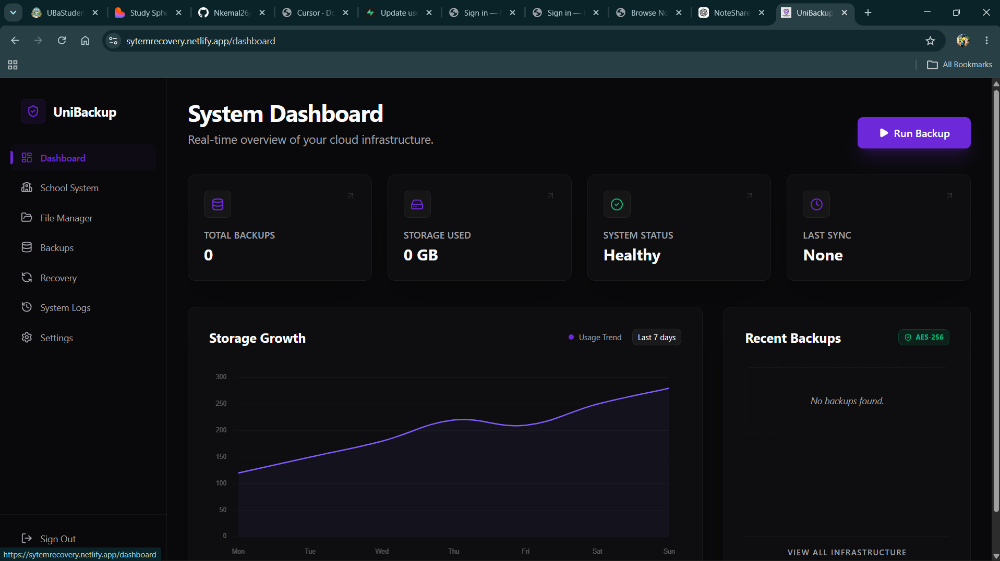 UBaStuden
Study Sph
Nkemal26/
Cursor · Do
Update use
Sign in —
Sign in —
Browse No
NoteShare
UniBackup
sytemrecovery.netlify.app/dashboard
All Bookmarks
UniBackup
Dashboard
School System
File Manager
Backups
Recovery
System Logs
Settings
Sign Out
https://sytemrecovery.netlify.app/dashboard
System Dashboard
Real-time overview of your cloud infrastructure.
Run Backup
TOTAL BACKUPS
0
STORAGE USED
0 GB
SYSTEM STATUS
Healthy
LAST SYNC
None
Storage Growth
Usage Trend
Last 7 days
300
250
200
150
100
50
0
Mon Tue Wed Thu Fri Sat Sun
Recent Backups
AES-256
No backups found.
VIEW ALL INFRASTRUCTURE